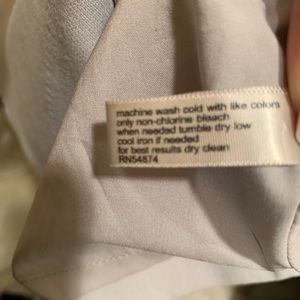 machine wash cold with like colors
only non-chlorine bleach
when needed tumble dry low
cool iron if needed
for best results dry clean
RN54874